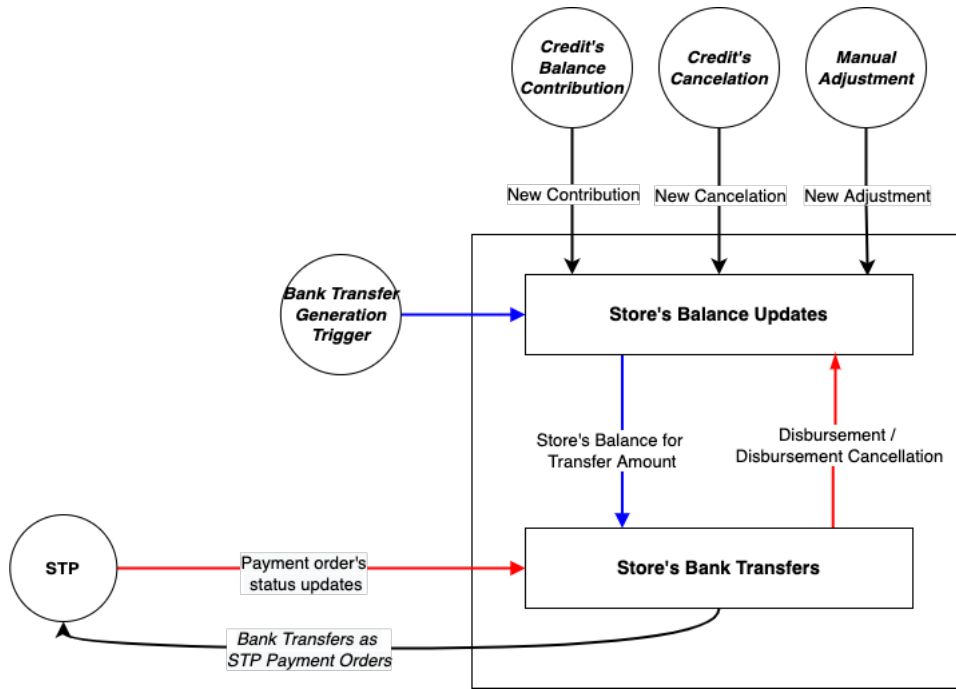 Credit's
Balance
Contribution
Credit's
Cancelation
Manual
Adjustment
New Contribution
New Cancelation
New Adjustment
Bank Transfer
Generation
Trigger
Store's Balance Updates
Store's Balance for
Transfer Amount
Disbursement /
Disbursement Cancellation
STP
Payment order's
status updates
Store's Bank Transfers
Bank Transfers as
STP Payment Orders